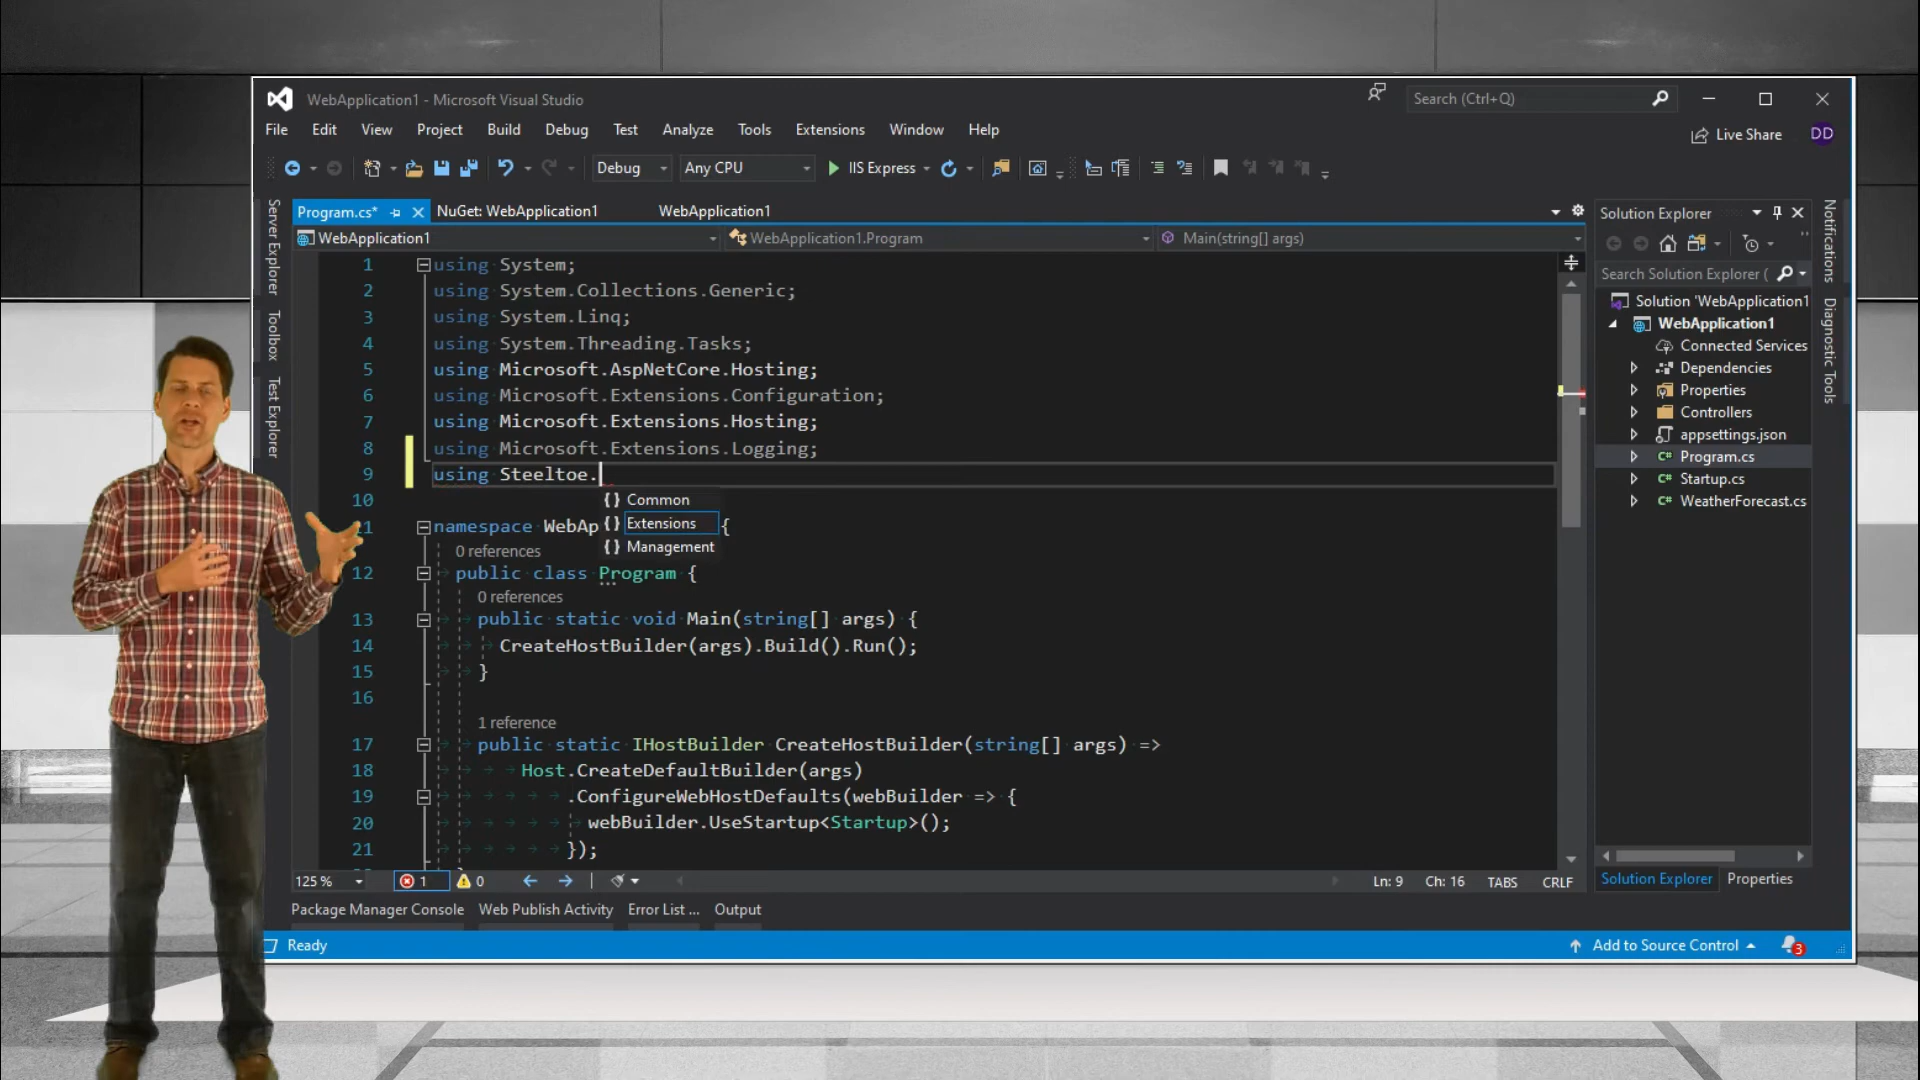 WebApplication1 - Microsoft Visual Studio
Search (Ctrl+Q)
File Edit View Project Build Debug Test Analyze Tools Extensions Window Help
Live Share DD
Debug Any CPU IIS Express
Server Explorer
Toolbox
Test Explorer
Program.cs* NuGet: WebApplication1 WebApplication1
WebApplication1 WebApplication1.Program Main(string[] args)
1 using System;
2 using System.Collections.Generic;
3 using System.Linq;
4 using System.Threading.Tasks;
5 using Microsoft.AspNetCore.Hosting;
6 using Microsoft.Extensions.Configuration;
7 using Microsoft.Extensions.Hosting;
8 using Microsoft.Extensions.Logging;
9 using Steeltoe.
{} Common
{} Extensions
{} Management
10
11 namespace WebAp {
0 references
12 public class Program {
0 references
13 public static void Main(string[] args) {
14 CreateHostBuilder(args).Build().Run();
15 }
16
1 reference
17 public static IHostBuilder CreateHostBuilder(string[] args) =>
18 Host.CreateDefaultBuilder(args)
19 .ConfigureWebHostDefaults(webBuilder => {
20 webBuilder.UseStartup<Startup>();
21 });
125 % 1 0 Ln: 9 Ch: 16 TABS CRLF
Package Manager Console Web Publish Activity Error List ... Output
Ready Add to Source Control 3
Solution Explorer
Search Solution Explorer (
Solution 'WebApplication1
WebApplication1
Connected Services
Dependencies
Properties
Controllers
appsettings.json
C# Program.cs
C# Startup.cs
C# WeatherForecast.cs
Solution Explorer Properties
Notifications
Diagnostic Tools